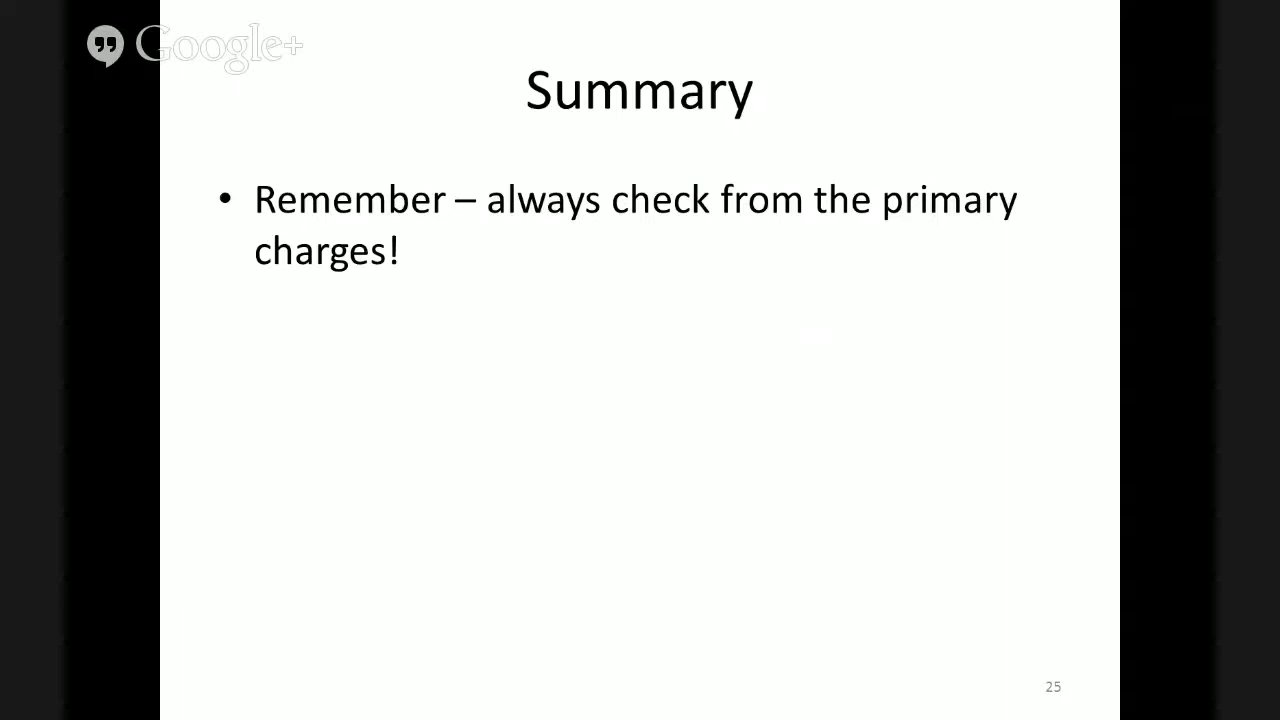 Google+
Summary
• Remember – always check from the primary
charges!
25